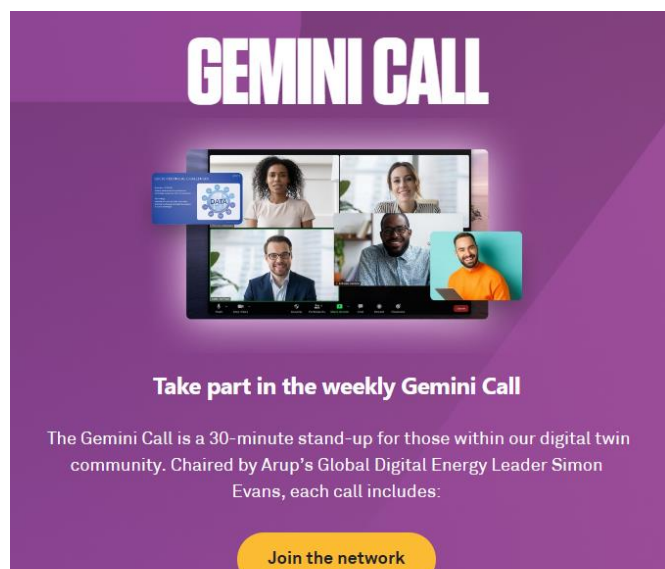 GEMINI CALL
DATA
Take part in the weekly Gemini Call
The Gemini Call is a 30-minute stand-up for those within our digital twin
community. Chaired by Arup’s Global Digital Energy Leader Simon
Evans, each call includes:
Join the network